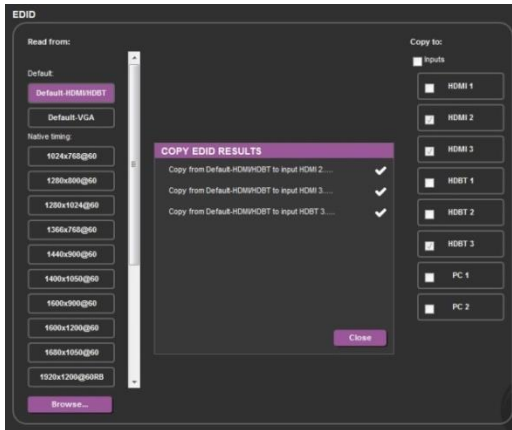 EDID
Read from:
Default:
Default-HDMI/HDBT
Default-VGA
Native timing:
1024x768@60
1280x800@60
1280x1024@60
1366x768@60
1440x900@60
1400x1050@60
1600x900@60
1600x1200@60
1680x1050@60
1920x1200@60RB
Browse...
COPY EDID RESULTS
Copy from Default-HDMI/HDBT to input HDMI 2.....
Copy from Default-HDMI/HDBT to input HDMI 3.....
Copy from Default-HDMI/HDBT to input HDBT 3.....
Close
Copy to:
Inputs
HDMI 1
HDMI 2
HDMI 3
HDBT 1
HDBT 2
HDBT 3
PC 1
PC 2